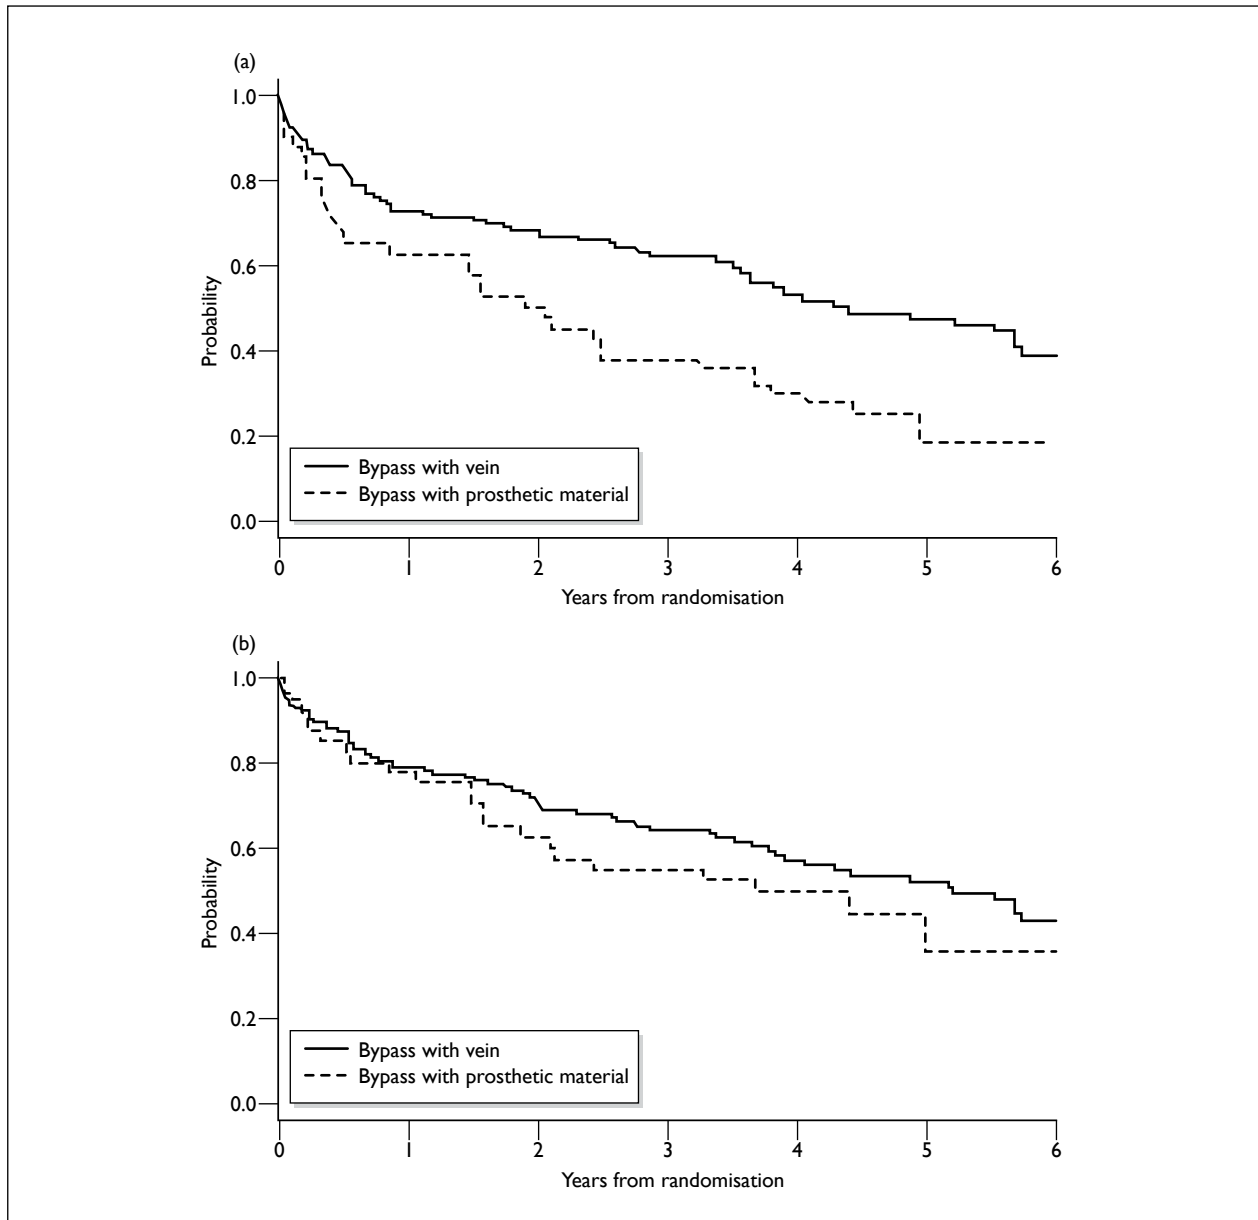 (a)
1.0
0.8
0.6
0.4
0.2
0.0
Probability
Bypass with vein
Bypass with prosthetic material
0 1 2 3 4 5 6
Years from randomisation
(b)
1.0
0.8
0.6
0.4
0.2
0.0
Probability
Bypass with vein
Bypass with prosthetic material
0 1 2 3 4 5 6
Years from randomisation